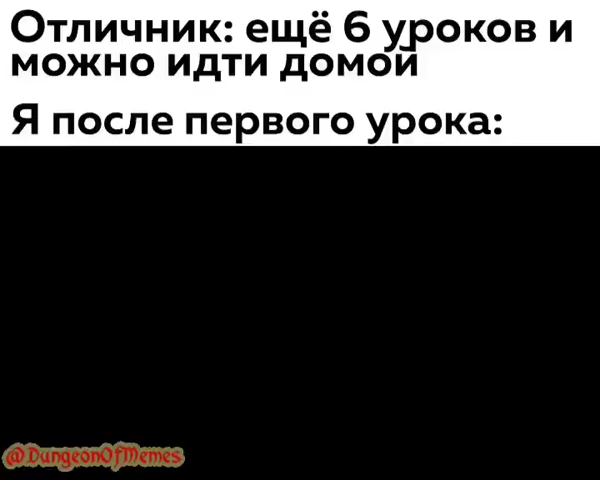 Отличник: ещё 6 уроков и
можно идти домой
Я после первого урока:
@DungeonOfMemes